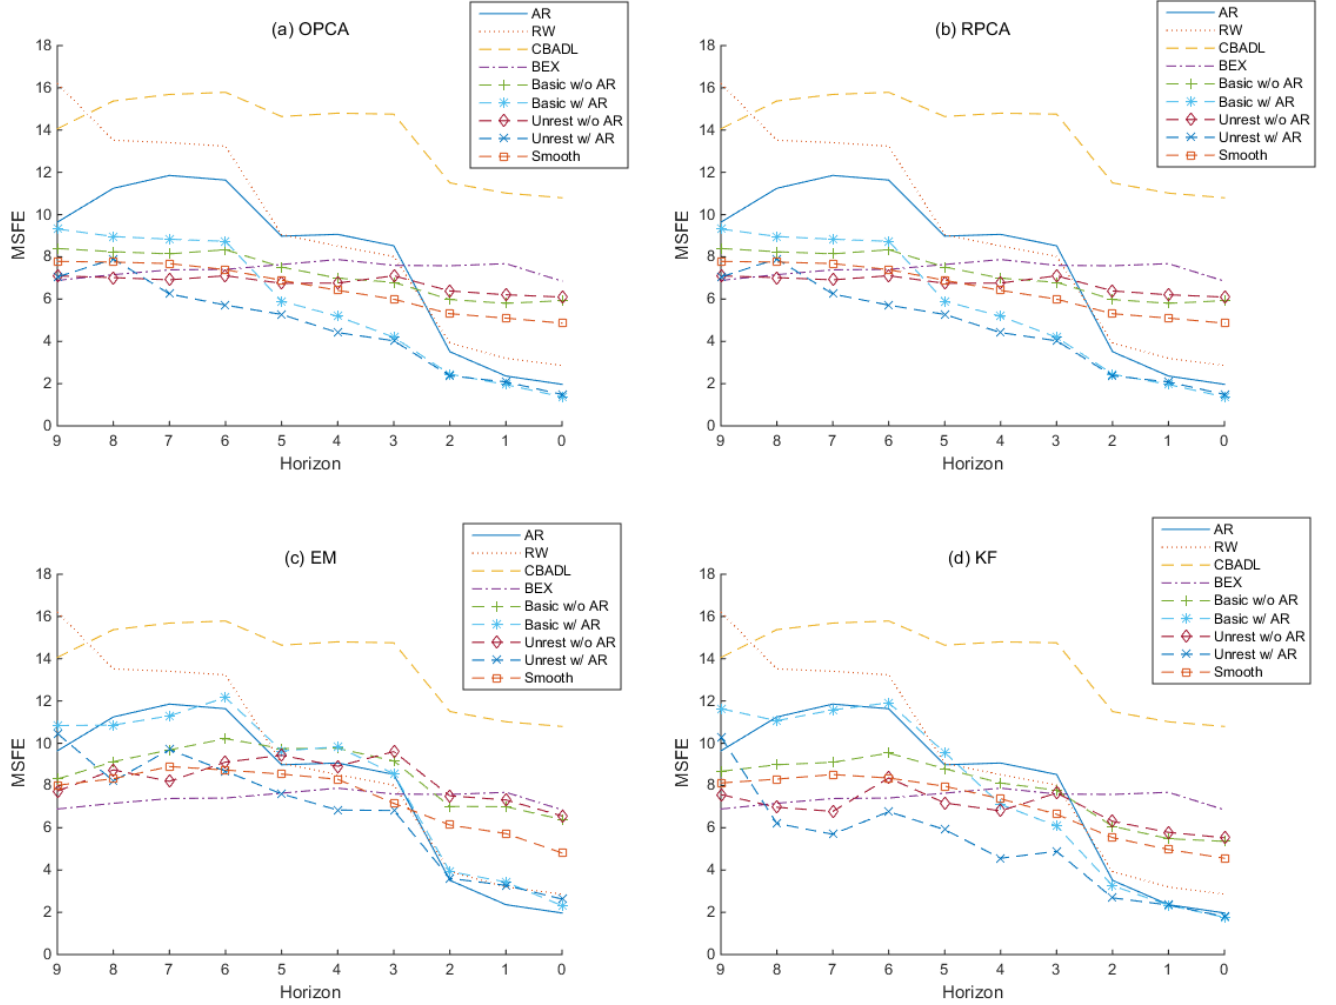 (a) OPCA
AR
RW
CBADL
BEX
Basic w/o AR
Basic w/ AR
Unrest w/o AR
Unrest w/ AR
Smooth
MSFE
18
16
14
12
10
8
6
4
2
0
9 8 7 6 5 4 3 2 1 0
Horizon
(b) RPCA
AR
RW
CBADL
BEX
Basic w/o AR
Basic w/ AR
Unrest w/o AR
Unrest w/ AR
Smooth
MSFE
18
16
14
12
10
8
6
4
2
0
9 8 7 6 5 4 3 2 1 0
Horizon
(c) EM
AR
RW
CBADL
BEX
Basic w/o AR
Basic w/ AR
Unrest w/o AR
Unrest w/ AR
Smooth
MSFE
18
16
14
12
10
8
6
4
2
0
9 8 7 6 5 4 3 2 1 0
Horizon
(d) KF
AR
RW
CBADL
BEX
Basic w/o AR
Basic w/ AR
Unrest w/o AR
Unrest w/ AR
Smooth
MSFE
18
16
14
12
10
8
6
4
2
0
9 8 7 6 5 4 3 2 1 0
Horizon